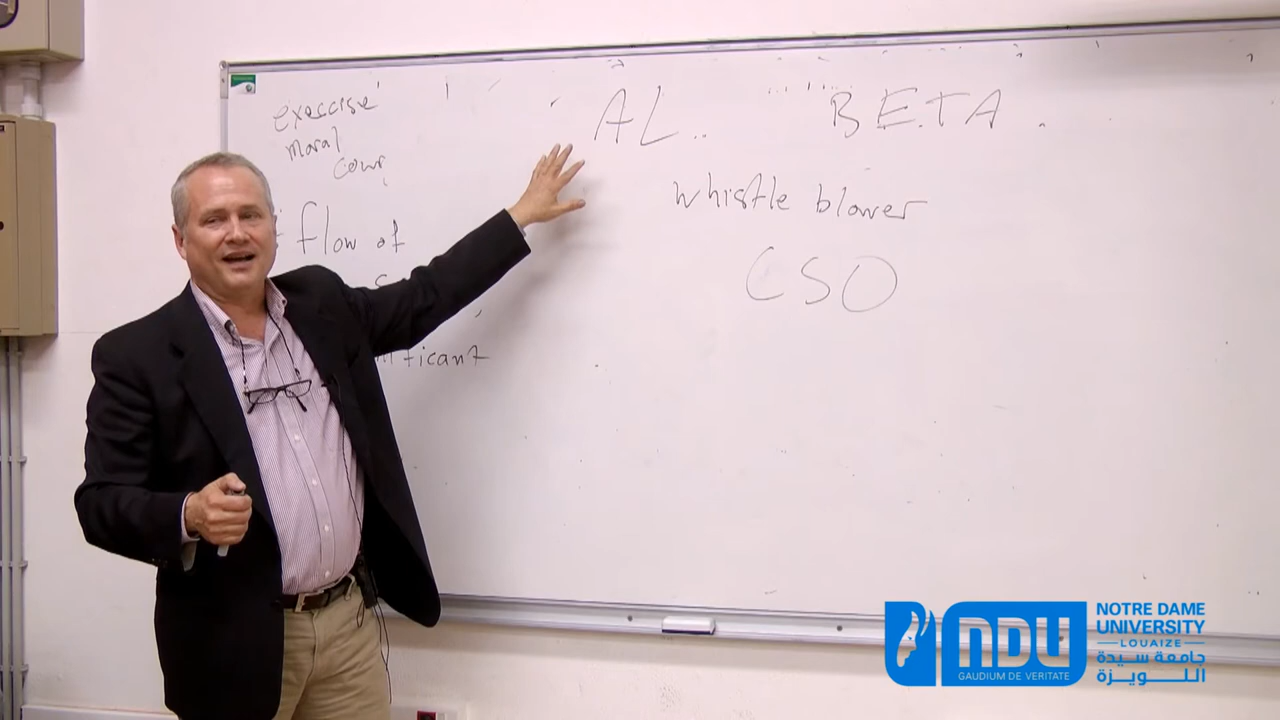 exercise
moral
cour
flow of
ificant
AL..
BETA.
whistle blower
CSO
NDU
GAUDIUM DE VERITATE
NOTRE DAME
UNIVERSITY
LOUAIZE
جامعة سيدة
اللويزة